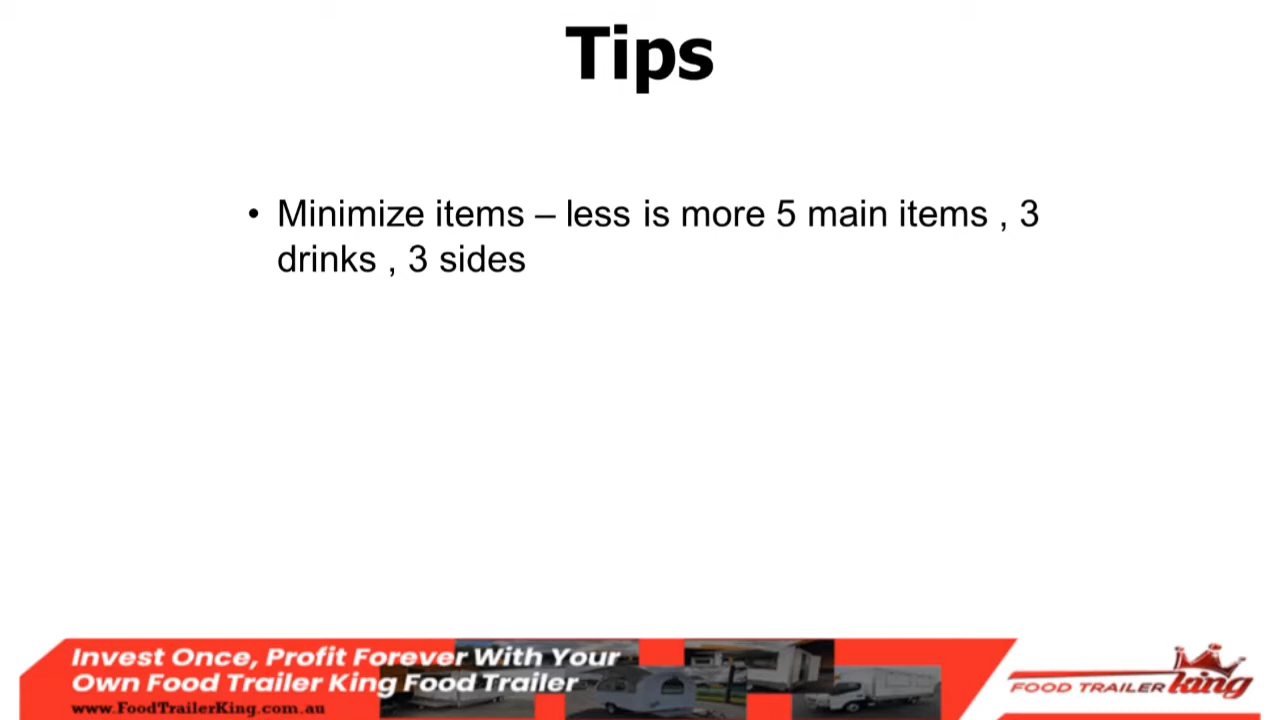 Tips
• Minimize items – less is more 5 main items , 3
drinks , 3 sides
Invest Once, Profit Forever With Your
Own Food Trailer King Food Trailer
www.FoodTrailerKing.com.au
FOOD TRAILER king